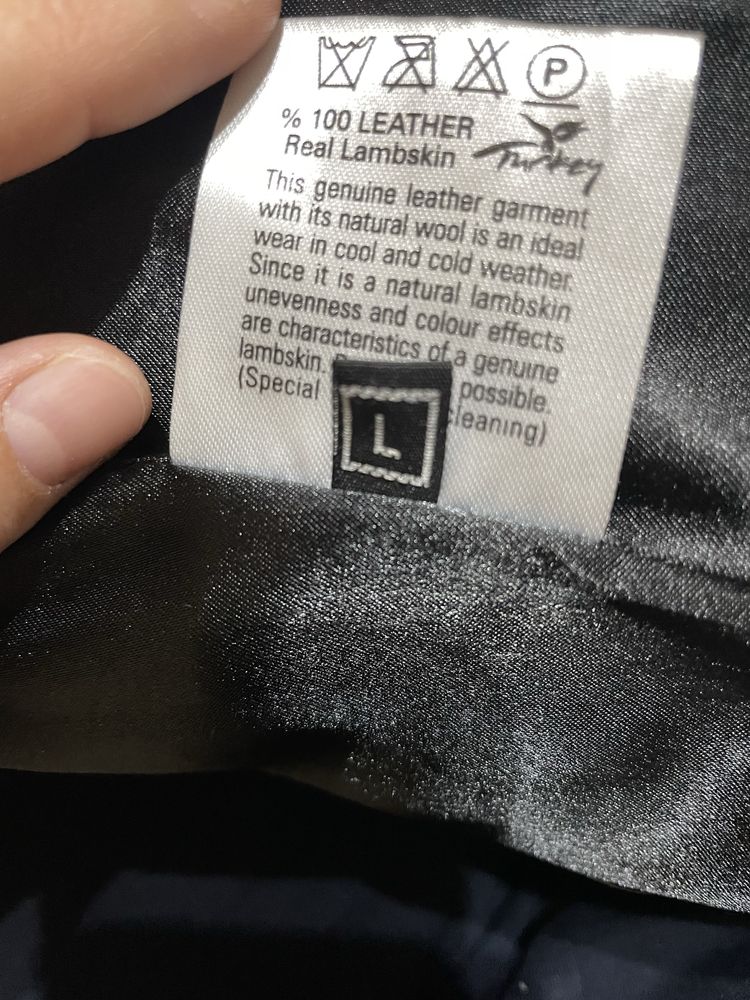 P
% 100 LEATHER
Real Lambskin
Turkey
This genuine leather garment
with its natural wool is an ideal
wear in cool and cold weather.
Since it is a natural lambskin
unevenness and colour effects
are characteristics of a genuine
lambskin. possible.
(Special cleaning)
L